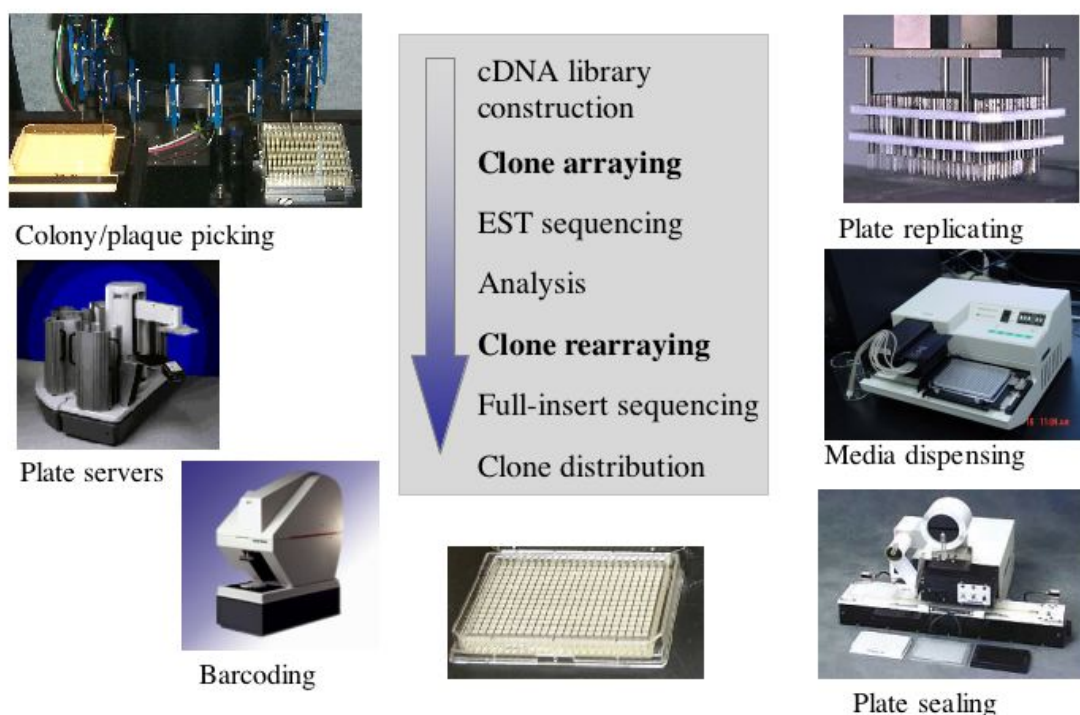 cDNA library
construction
Clone arraying
EST sequencing
Analysis
Clone rearraying
Full-insert sequencing
Clone distribution
Colony/plaque picking
Plate servers
Barcoding
Plate replicating
Media dispensing
Plate sealing